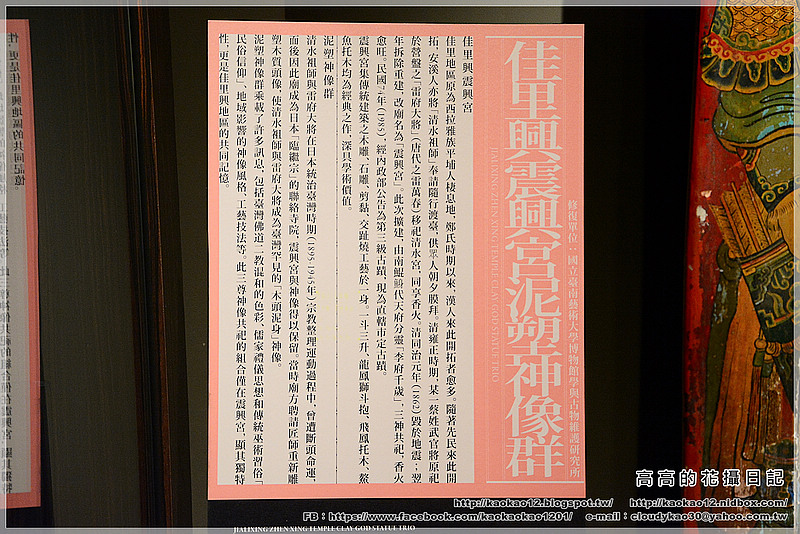 佳里興震興宮泥塑神像群
JIALIXING ZHEN XING TEMPLE CLAY GOD STATUE TRIO
修復單位：國立臺南藝術大學博物館學與古物維護研究所
佳里興震興宮
佳里地區原為西拉雅族平埔人棲息地，鄭氏時期以來，漢人來此開拓者愈多。隨著先民來此開
拓，安溪人亦將「清水祖師」奉請隨行渡臺，供眾人朝夕膜拜。清雍正時期，某一蔡姓武官將原祀
於營盤之「雷府大將」（唐代之雷萬春）移祀清水宮，同享香火。清同治元年(1862)毀於地震；翌
年拆除重建，改廟名為「震興宮」。此次擴建，由南鯤鯓代天府分靈「李府千歲」，三神共祀，香火
愈旺。民國74年(1985)，經內政部公告為第三級古蹟，現為直轄市定古蹟。
震興宮集傳統建築之木雕、石雕、剪黏、交趾燒工藝於一身，一斗三升、龍鳳獅斗抱、飛鳳托木、鰲
魚托木均為經典之作，深具學術價值。
泥塑神像群
清水祖師與雷府大將在日本統治臺灣時期(1895-1945年)宗教整理運動過程中，曾遭斷頭命運，
而後因此廟成為日本「臨繼宗」的聯絡寺院，震興宮與神像得以保留。當時廟方聘請匠師重新雕
塑木質頭像，使清水祖師與雷府大將成為臺灣罕見的「木頭泥身」神像。
泥塑神像群乘載了許多訊息，包括臺灣佛道二教混和的色彩、儒家禮儀思想和傳統巫術習俗「
民俗信仰」、地域影響的神像風格、工藝技法等。此三尊神像共祀的組合僅在震興宮，顯其獨特
性，更是佳里興地區的共同記憶。
JIALIXING ZHEN XING TEMPLE CLAY GOD STATUE TRIO
高高的花攝日記
http://kaokao12.blogspot.tw/ http://kaokao12.nidbox.com/
FB：https://www.facebook.com/kaokaokao1201/ e-mail：cloudykao30@yahoo.com.tw